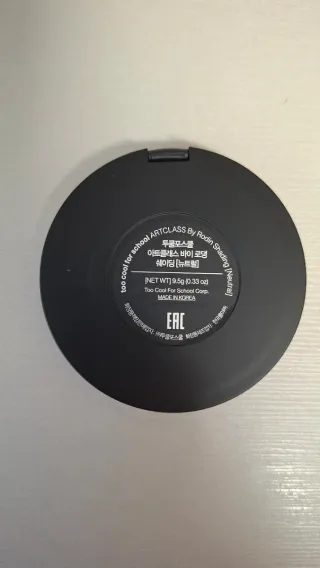 too cool for school ARTCLASS By Rodin Shading [Neutral]
투쿨포스쿨
아트클래스 바이 로댕
쉐이딩 [뉴트럴]
[NET WT] 9.5g (0.33 oz)
Too Cool For School Corp.
MADE IN KOREA
EAC